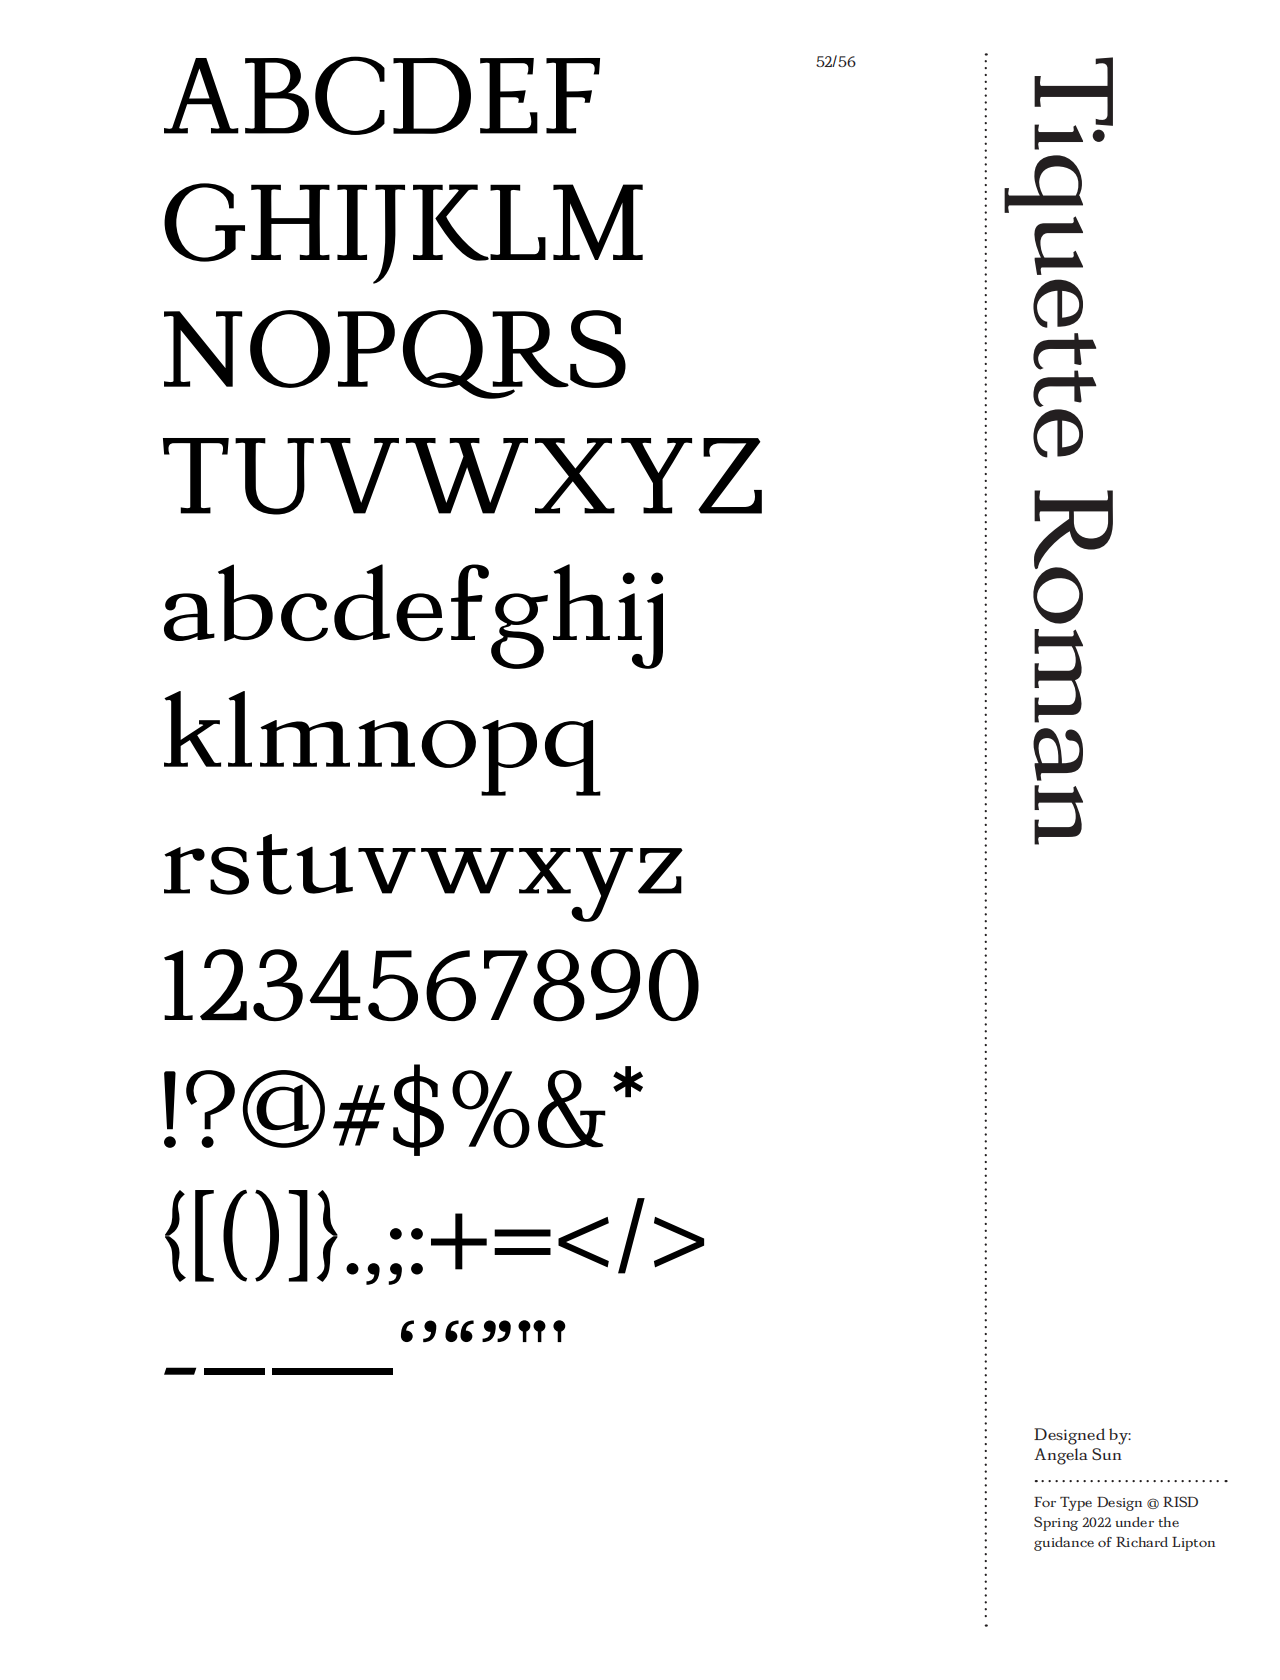 ABCDEF
GHIJKLM
NOPQRS
TUVWXYZ
abcdefghij
klmnopq
rstuvwxyz
1234567890
!?@#$%&*
{[()]}.,;:+=</>
-–—‘’“”"'
52/56
Tiquette Roman
Designed by:
Angela Sun
For Type Design @ RISD
Spring 2022 under the
guidance of Richard Lipton